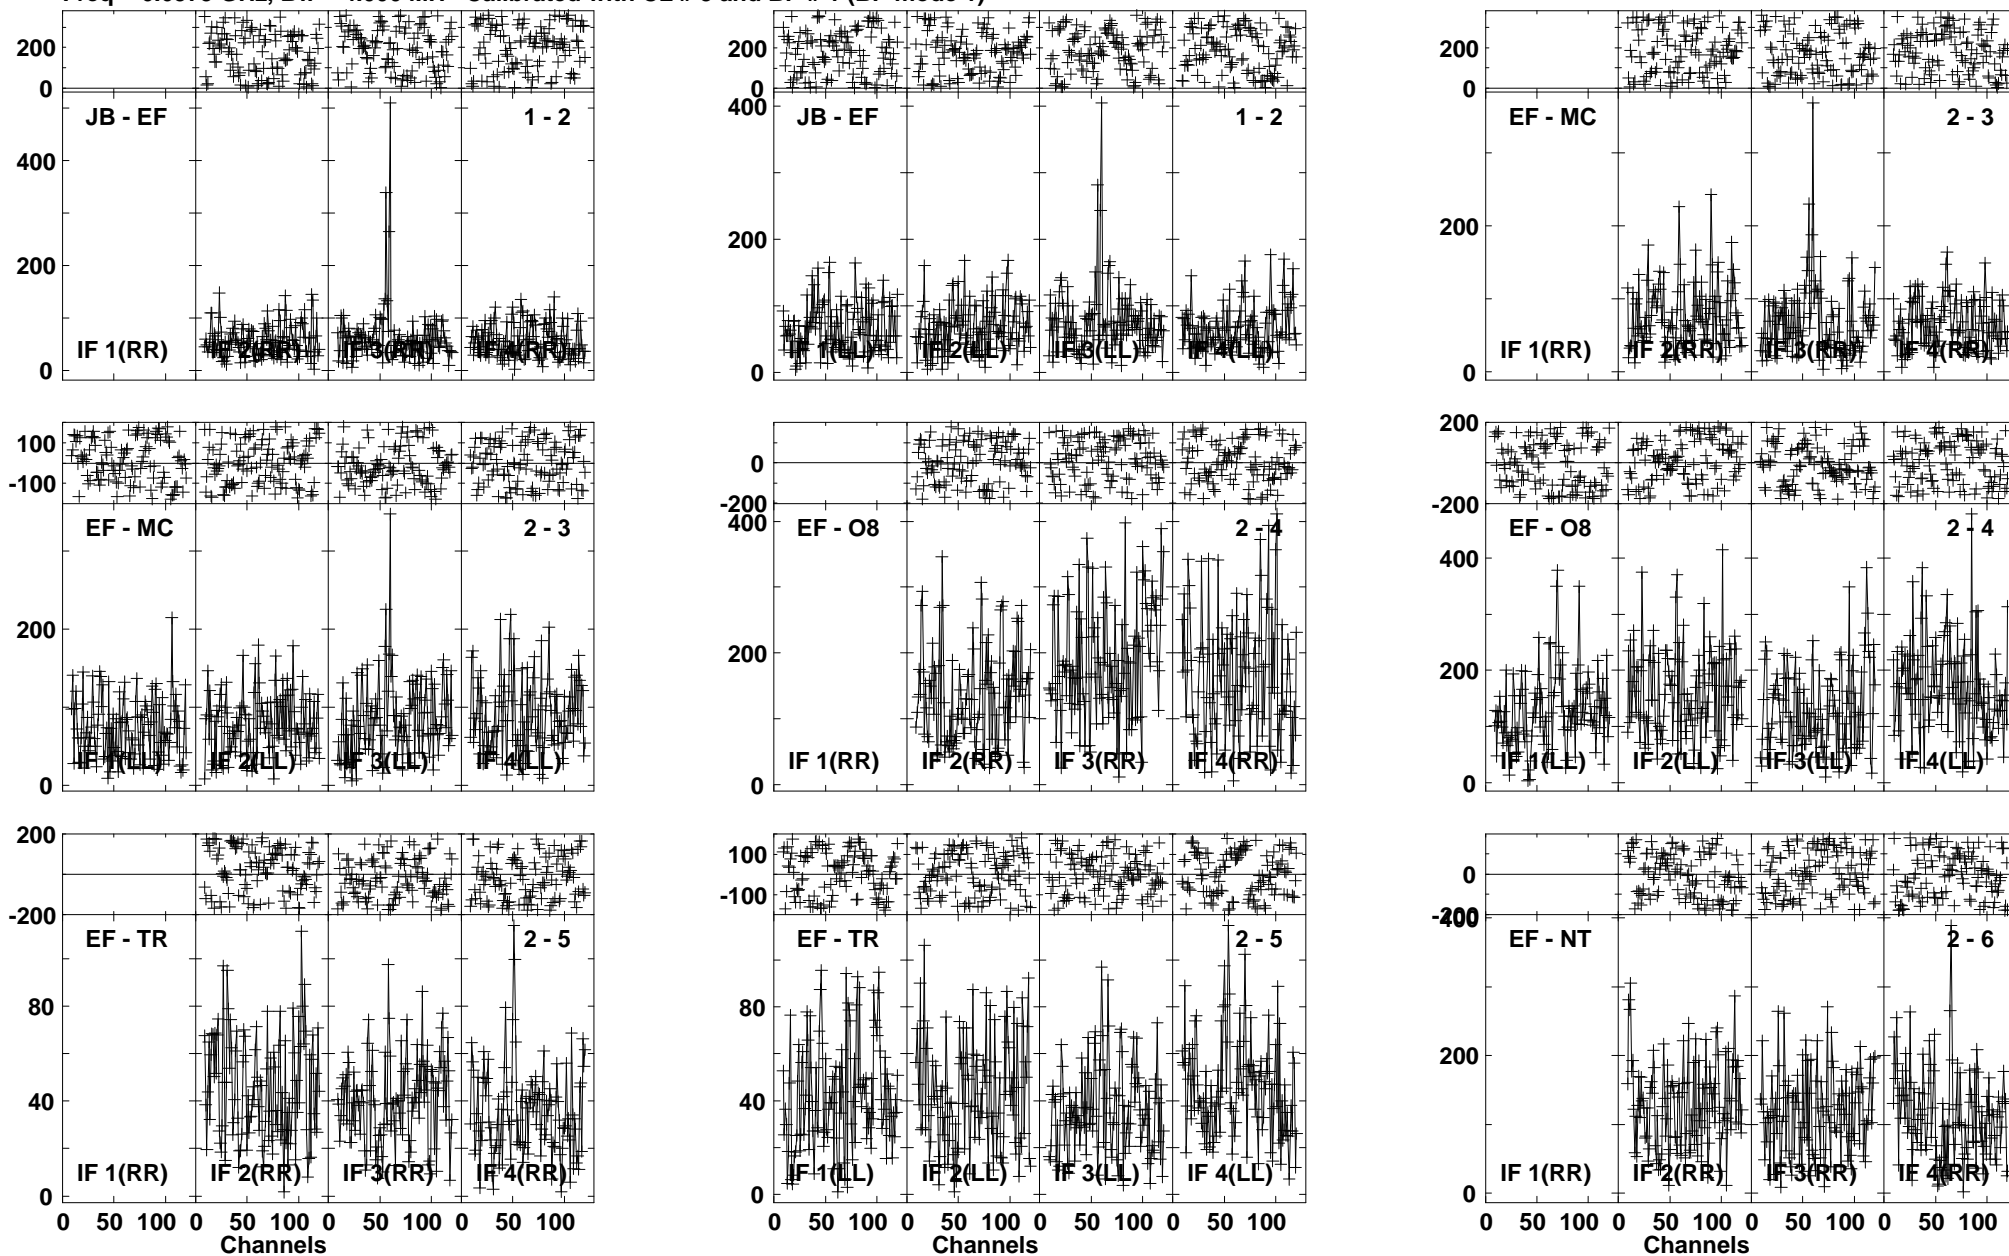 200
0
200
0
200
0
JB - EF
1 - 2
400
200
0
IF 1(RR)
IF 2(RR)
IF 3(RR)
IF 4(RR)
JB - EF
1 - 2
400
200
0
IF 1(LL)
IF 2(LL)
IF 3(LL)
IF 4(LL)
EF - MC
2 - 3
200
0
IF 1(RR)
IF 2(RR)
IF 3(RR)
IF 4(RR)
100
-100
EF - MC
2 - 3
200
0
IF 1(LL)
IF 2(LL)
IF 3(LL)
IF 4(LL)
0
-200
EF - O8
2 - 4
400
200
0
IF 1(RR)
IF 2(RR)
IF 3(RR)
IF 4(RR)
200
0
-200
EF - O8
2 - 4
400
200
0
IF 1(LL)
IF 2(LL)
IF 3(LL)
IF 4(LL)
200
0
-200
EF - TR
2 - 5
80
40
0
IF 1(RR)
IF 2(RR)
IF 3(RR)
IF 4(RR)
0 50 100 0 50 100 0 50 100 0 50 100
Channels
100
-100
EF - TR
2 - 5
80
40
0
IF 1(LL)
IF 2(LL)
IF 3(LL)
IF 4(LL)
0 50 100 0 50 100 0 50 100 0 50 100
Channels
0
-200
EF - NT
2 - 6
400
200
0
IF 1(RR)
IF 2(RR)
IF 3(RR)
IF 4(RR)
0 50 100 0 50 100 0 50 100 0 50 100
Channels